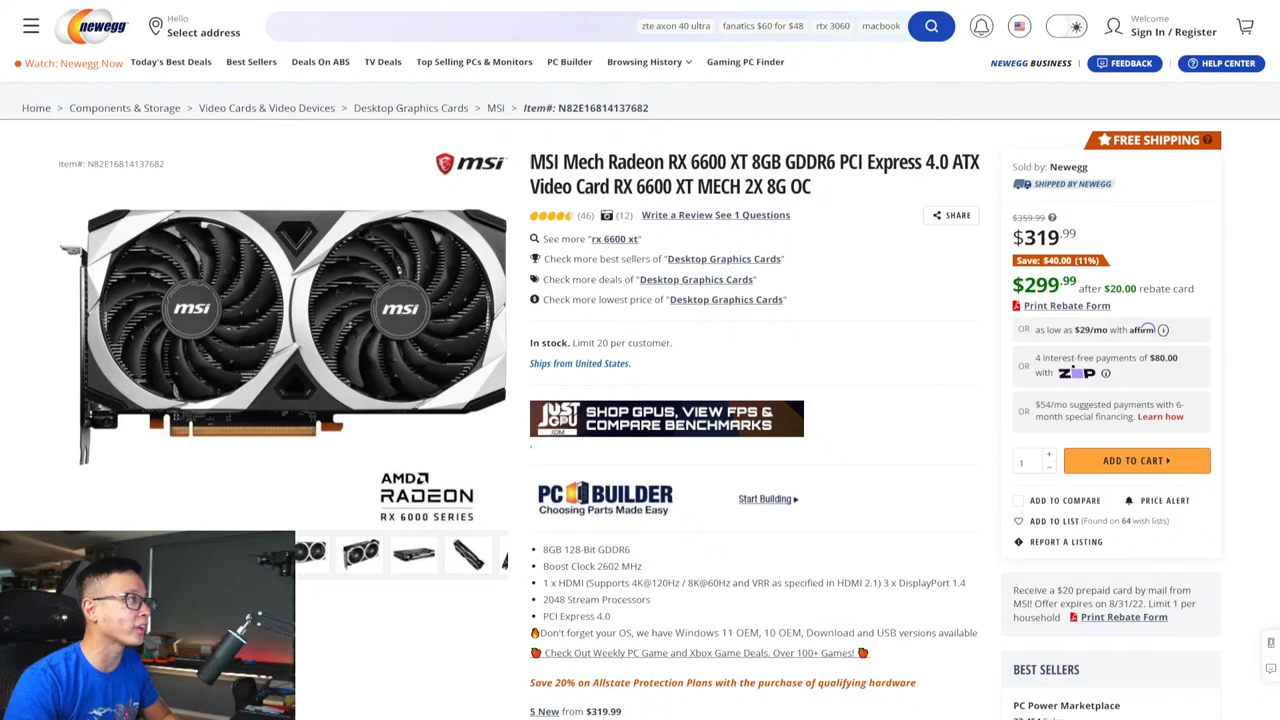 newegg
Hello
Select address
zte axon 40 ultra
fanatics $60 for $48
rtx 3060
macbook
Welcome
Sign In / Register
Watch: Newegg Now
Today's Best Deals
Best Sellers
Deals On ABS
TV Deals
Top Selling PCs & Monitors
PC Builder
Browsing History
Gaming PC Finder
NEWEGG BUSINESS
FEEDBACK
HELP CENTER
Home > Components & Storage > Video Cards & Video Devices > Desktop Graphics Cards > MSI > Item#: N82E16814137682
Item#: N82E16814137682
msi
msi
msi
AMD
RADEON
RX 6000 SERIES
MSI Mech Radeon RX 6600 XT 8GB GDDR6 PCI Express 4.0 ATX
Video Card RX 6600 XT MECH 2X 8G OC
(46) (12) Write a Review See 1 Questions
SHARE
See more "rx 6600 xt"
Check more best sellers of "Desktop Graphics Cards"
Check more deals of "Desktop Graphics Cards"
Check more lowest price of "Desktop Graphics Cards"
In stock. Limit 20 per customer.
Ships from United States.
JUST
GPU
.COM
SHOP GPUS, VIEW FPS &
COMPARE BENCHMARKS
PC BUILDER
Choosing Parts Made Easy
Start Building
8GB 128-Bit GDDR6
Boost Clock 2602 MHz
1 x HDMI (Supports 4K@120Hz / 8K@60Hz and VRR as specified in HDMI 2.1) 3 x DisplayPort 1.4
2048 Stream Processors
PCI Express 4.0
Don't forget your OS, we have Windows 11 OEM, 10 OEM, Download and USB versions available
Check Out Weekly PC Game and Xbox Game Deals. Over 100+ Games!
Save 20% on Allstate Protection Plans with the purchase of qualifying hardware
5 New from $319.99
FREE SHIPPING
Sold by: Newegg
SHIPPED BY NEWEGG
$359.99
$319.99
Save: $40.00 (11%)
$299.99 after $20.00 rebate card
Print Rebate Form
OR as low as $29/mo with affirm
OR 4 interest-free payments of $80.00
with ZIP
OR $54/mo suggested payments with 6-
month special financing. Learn how
1
+
−
ADD TO CART
ADD TO COMPARE
PRICE ALERT
ADD TO LIST (Found on 64 wish lists)
REPORT A LISTING
Receive a $20 prepaid card by mail from
MSI! Offer expires on 8/31/22. Limit 1 per
household Print Rebate Form
BEST SELLERS
PC Power Marketplace